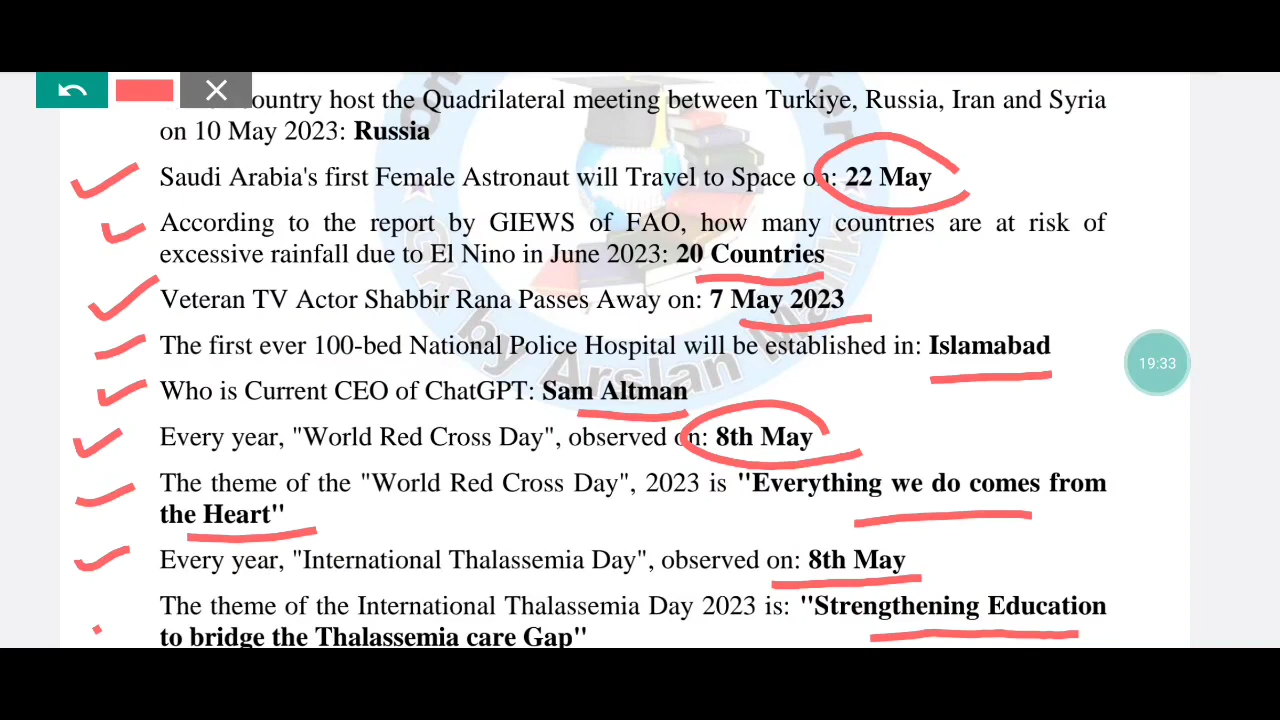 country host the Quadrilateral meeting between Turkiye, Russia, Iran and Syria
on 10 May 2023: Russia
Saudi Arabia's first Female Astronaut will Travel to Space on: 22 May
According to the report by GIEWS of FAO, how many countries are at risk of
excessive rainfall due to El Nino in June 2023: 20 Countries
Veteran TV Actor Shabbir Rana Passes Away on: 7 May 2023
The first ever 100-bed National Police Hospital will be established in: Islamabad
19:33
Who is Current CEO of ChatGPT: Sam Altman
Every year, "World Red Cross Day", observed on: 8th May
The theme of the "World Red Cross Day", 2023 is "Everything we do comes from
the Heart"
Every year, "International Thalassemia Day", observed on: 8th May
The theme of the International Thalassemia Day 2023 is: "Strengthening Education
to bridge the Thalassemia care Gap"
GK by Arslan